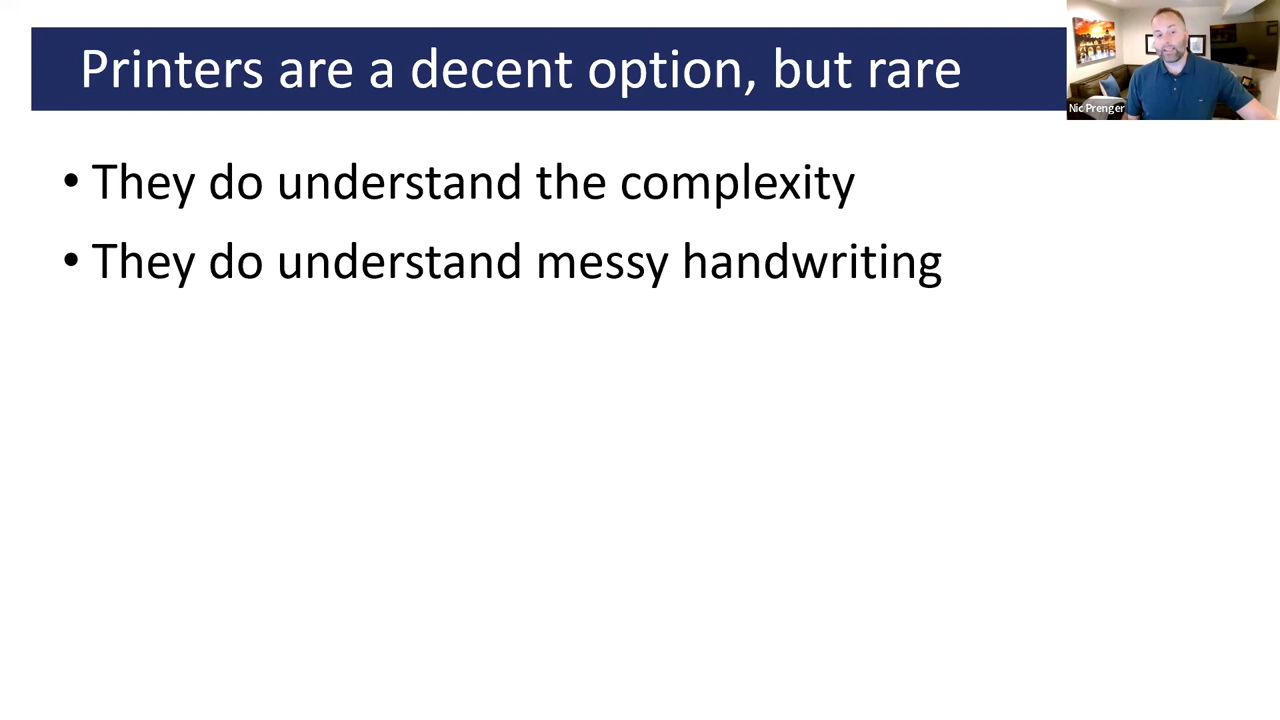 Printers are a decent option, but rare
Nic Prenger
• They do understand the complexity
• They do understand messy handwriting